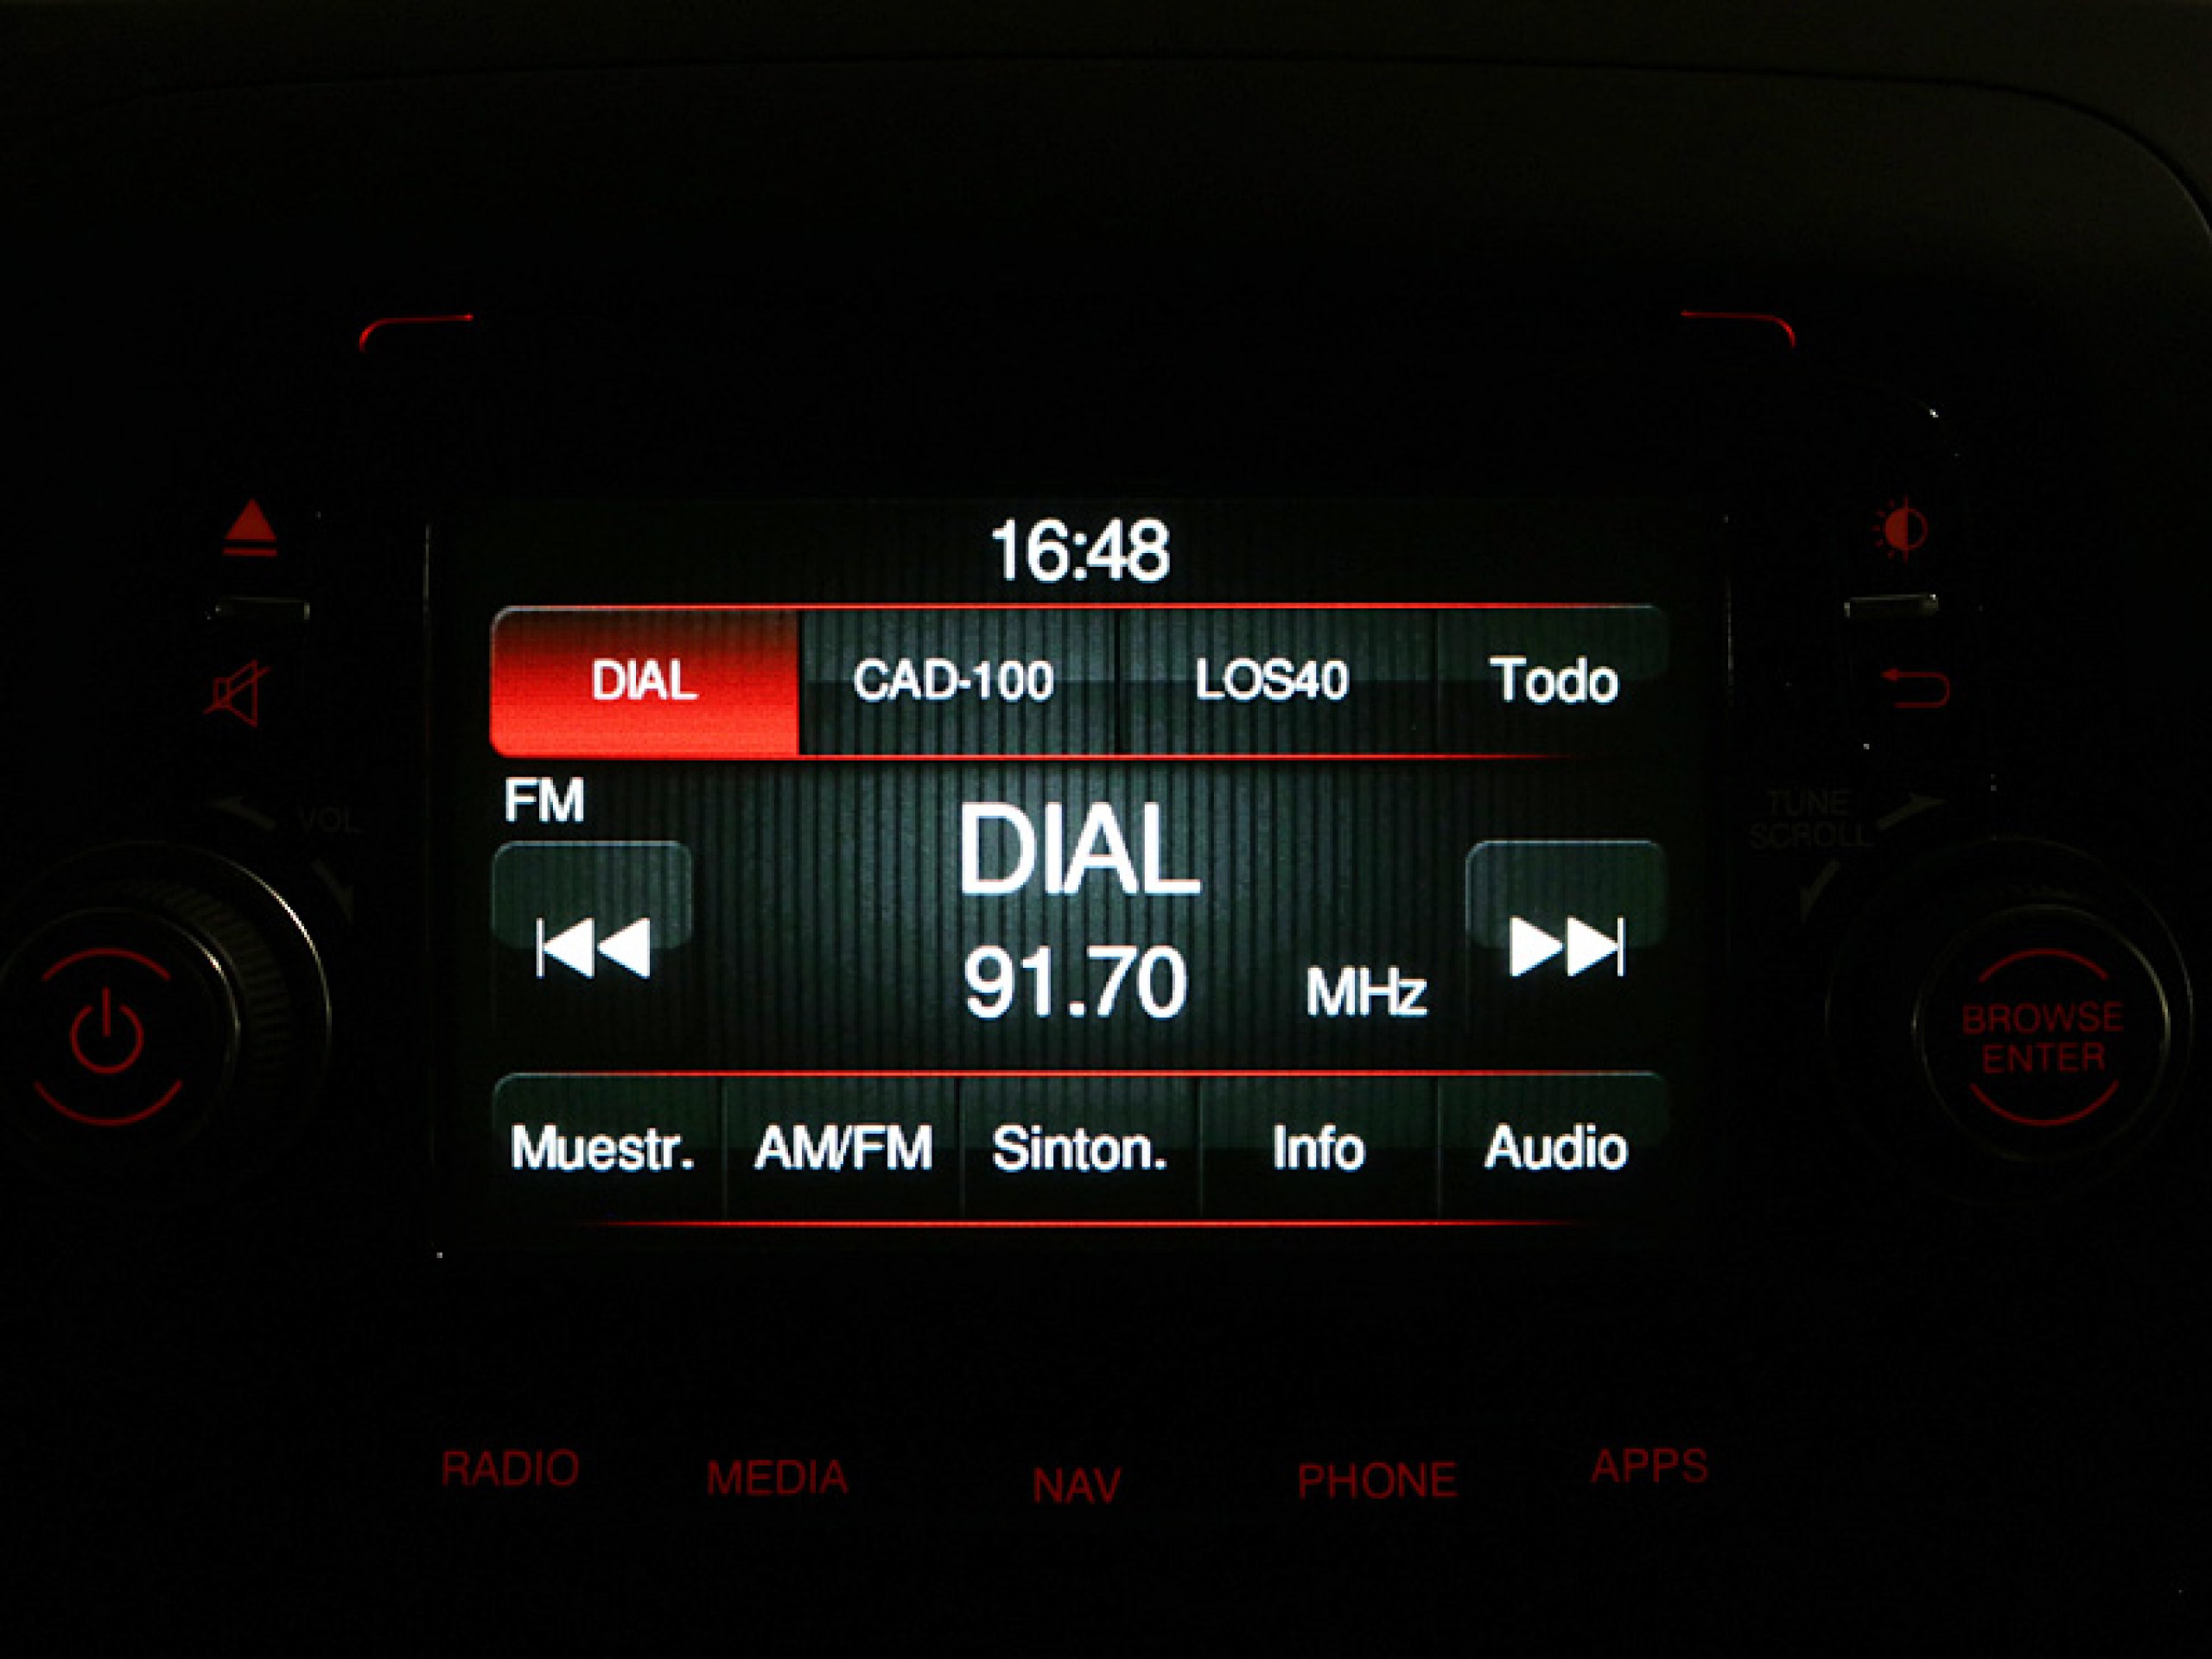 16:48
DIAL CAD-100 LOS40 Todo
FM
VOL
DIAL
TUNE
SCROLL
91.70 MHz
BROWSE
ENTER
Muestr. AM/FM Sinton. Info Audio
RADIO MEDIA NAV PHONE APPS